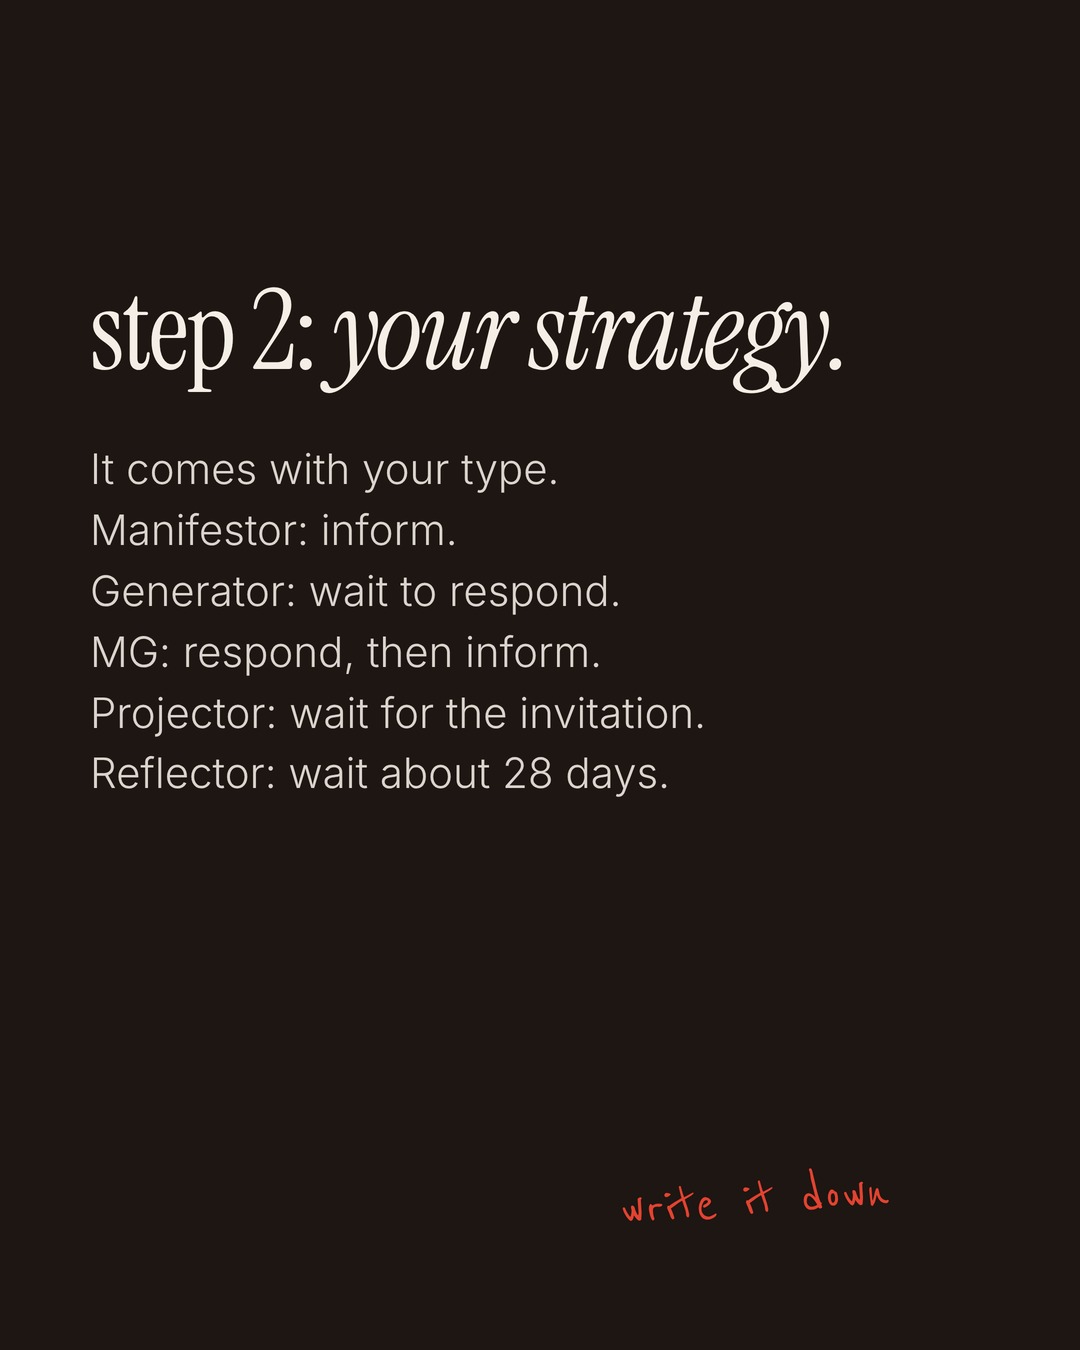 step 2: your strategy.
It comes with your type.
Manifestor: inform.
Generator: wait to respond.
MG: respond, then inform.
Projector: wait for the invitation.
Reflector: wait about 28 days.
write it down